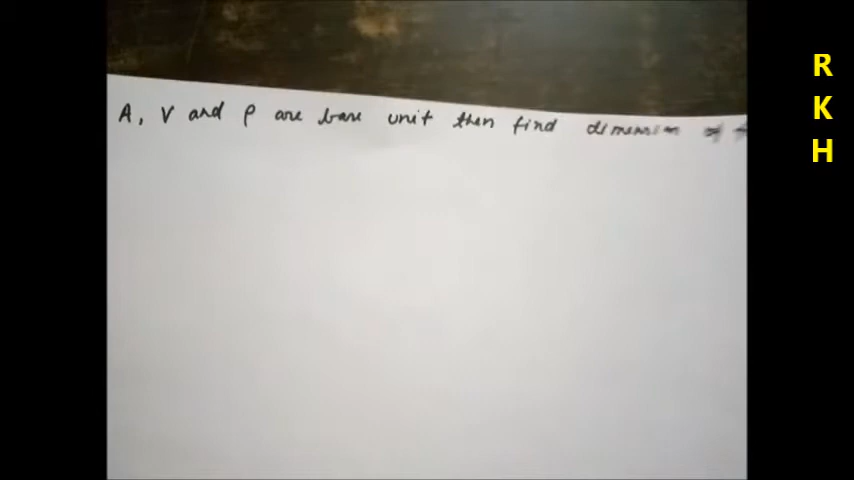 A, V and ρ are base unit then find dimension
R
K
H